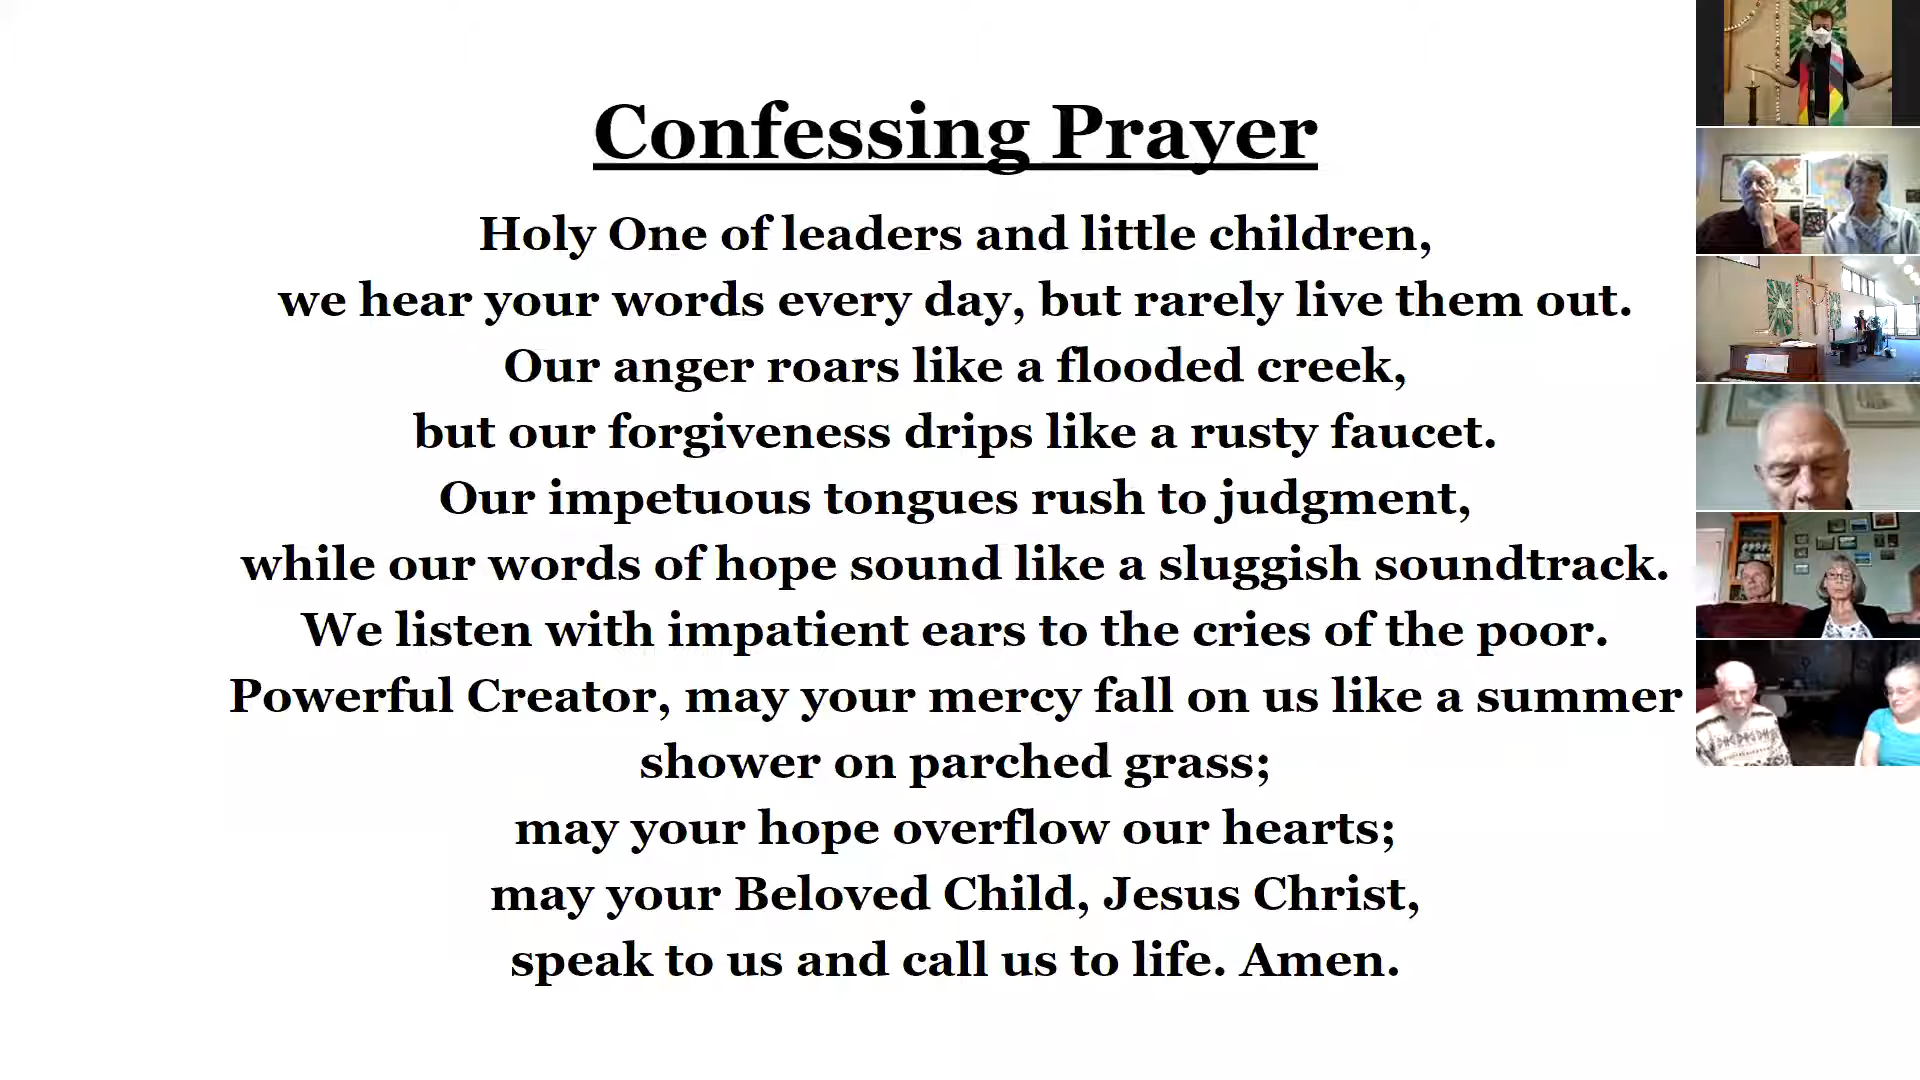 Confessing Prayer
Holy One of leaders and little children,
we hear your words every day, but rarely live them out.
Our anger roars like a flooded creek,
but our forgiveness drips like a rusty faucet.
Our impetuous tongues rush to judgment,
while our words of hope sound like a sluggish soundtrack.
We listen with impatient ears to the cries of the poor.
Powerful Creator, may your mercy fall on us like a summer
shower on parched grass;
may your hope overflow our hearts;
may your Beloved Child, Jesus Christ,
speak to us and call us to life. Amen.